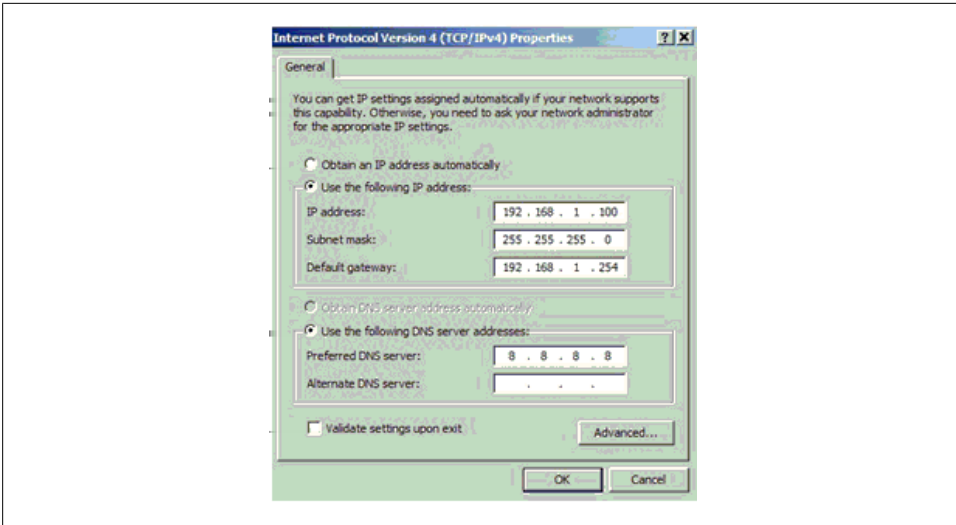 Internet Protocol Version 4 (TCP/IPv4) Properties
General
You can get IP settings assigned automatically if your network supports
this capability. Otherwise, you need to ask your network administrator
for the appropriate IP settings.
Obtain an IP address automatically
Use the following IP address:
IP address: 192 . 168 . 1 . 100
Subnet mask: 255 . 255 . 255 . 0
Default gateway: 192 . 168 . 1 . 254
Obtain DNS server address automatically
Use the following DNS server addresses:
Preferred DNS server: 8 . 8 . 8 . 8
Alternate DNS server: . . .
Validate settings upon exit
Advanced...
OK
Cancel